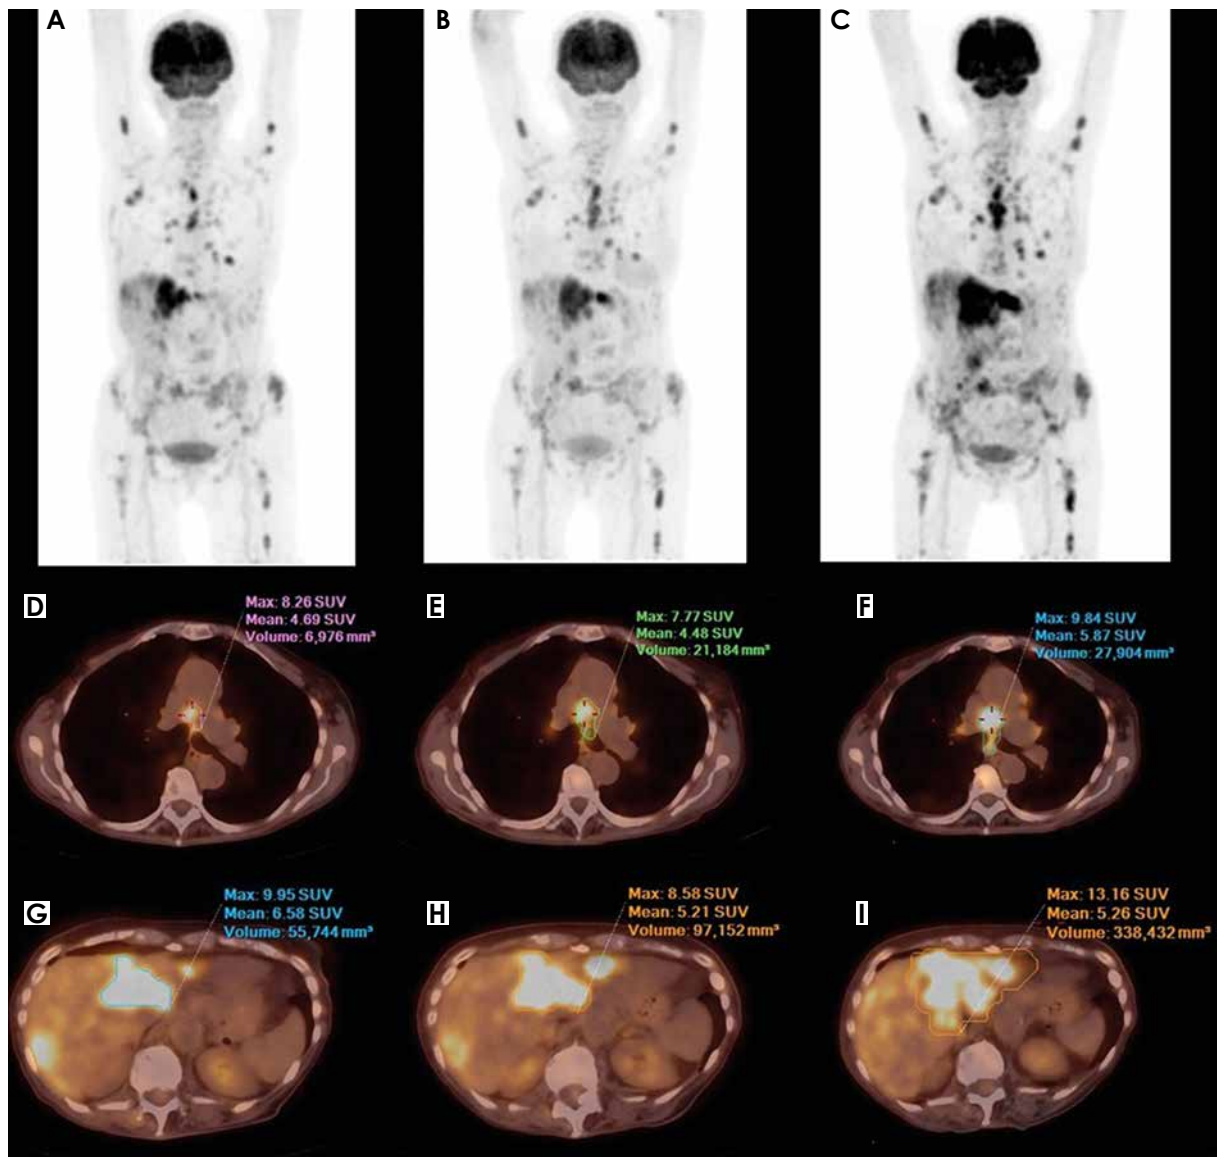 A
B
C
D
Max: 8.26 SUV
Mean: 4.69 SUV
Volume: 6,976 mm³
E
Max: 7.77 SUV
Mean: 4.48 SUV
Volume: 21,184 mm³
F
Max: 9.84 SUV
Mean: 5.87 SUV
Volume: 27,904 mm³
G
Max: 9.95 SUV
Mean: 6.58 SUV
Volume: 55,744 mm³
H
Max: 8.58 SUV
Mean: 5.21 SUV
Volume: 97,152 mm³
I
Max: 13.16 SUV
Mean: 5.26 SUV
Volume: 338,432 mm³